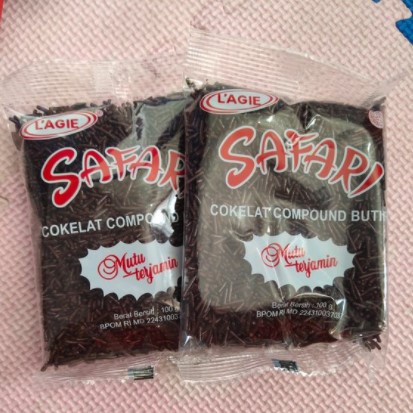 L'AGIE
SAFARI
COKELAT COMPOUND
Mutu
terjamin
Berat Bersih : 100 g
BPOM RI MD
L'AGIE
SAFARI
COKELAT COMPOUND BUTI
Mutu
terjamin
Berat Bersih : 100 g
BPOM RI MD